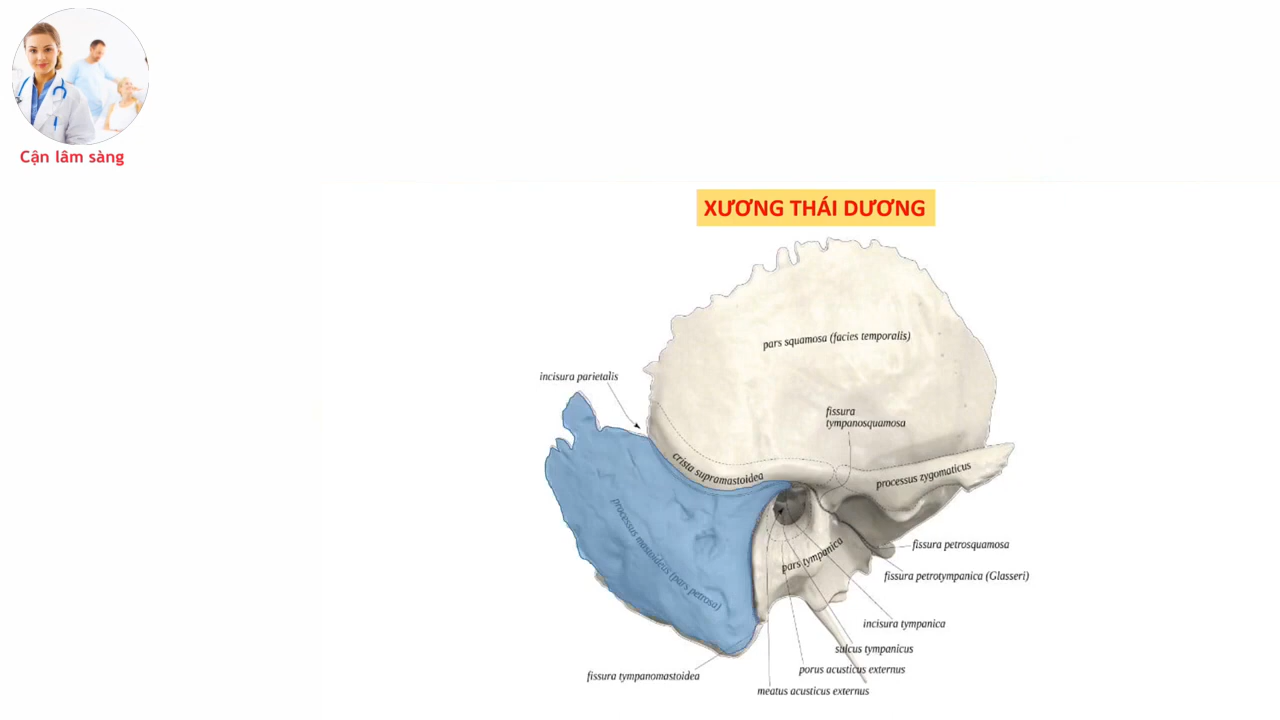 Cận lâm sàng
XƯƠNG THÁI DƯƠNG
pars squamosa (facies temporalis)
incisura parietalis
fissura
tympanosquamosa
crista supramastoidea
processus zygomaticus
processus mastoideus (pars petrosa)
pars tympanica
fissura petrosquamosa
fissura petrotympanica (Glasseri)
incisura tympanica
sulcus tympanicus
porus acusticus externus
fissura tympanomastoidea
meatus acusticus externus